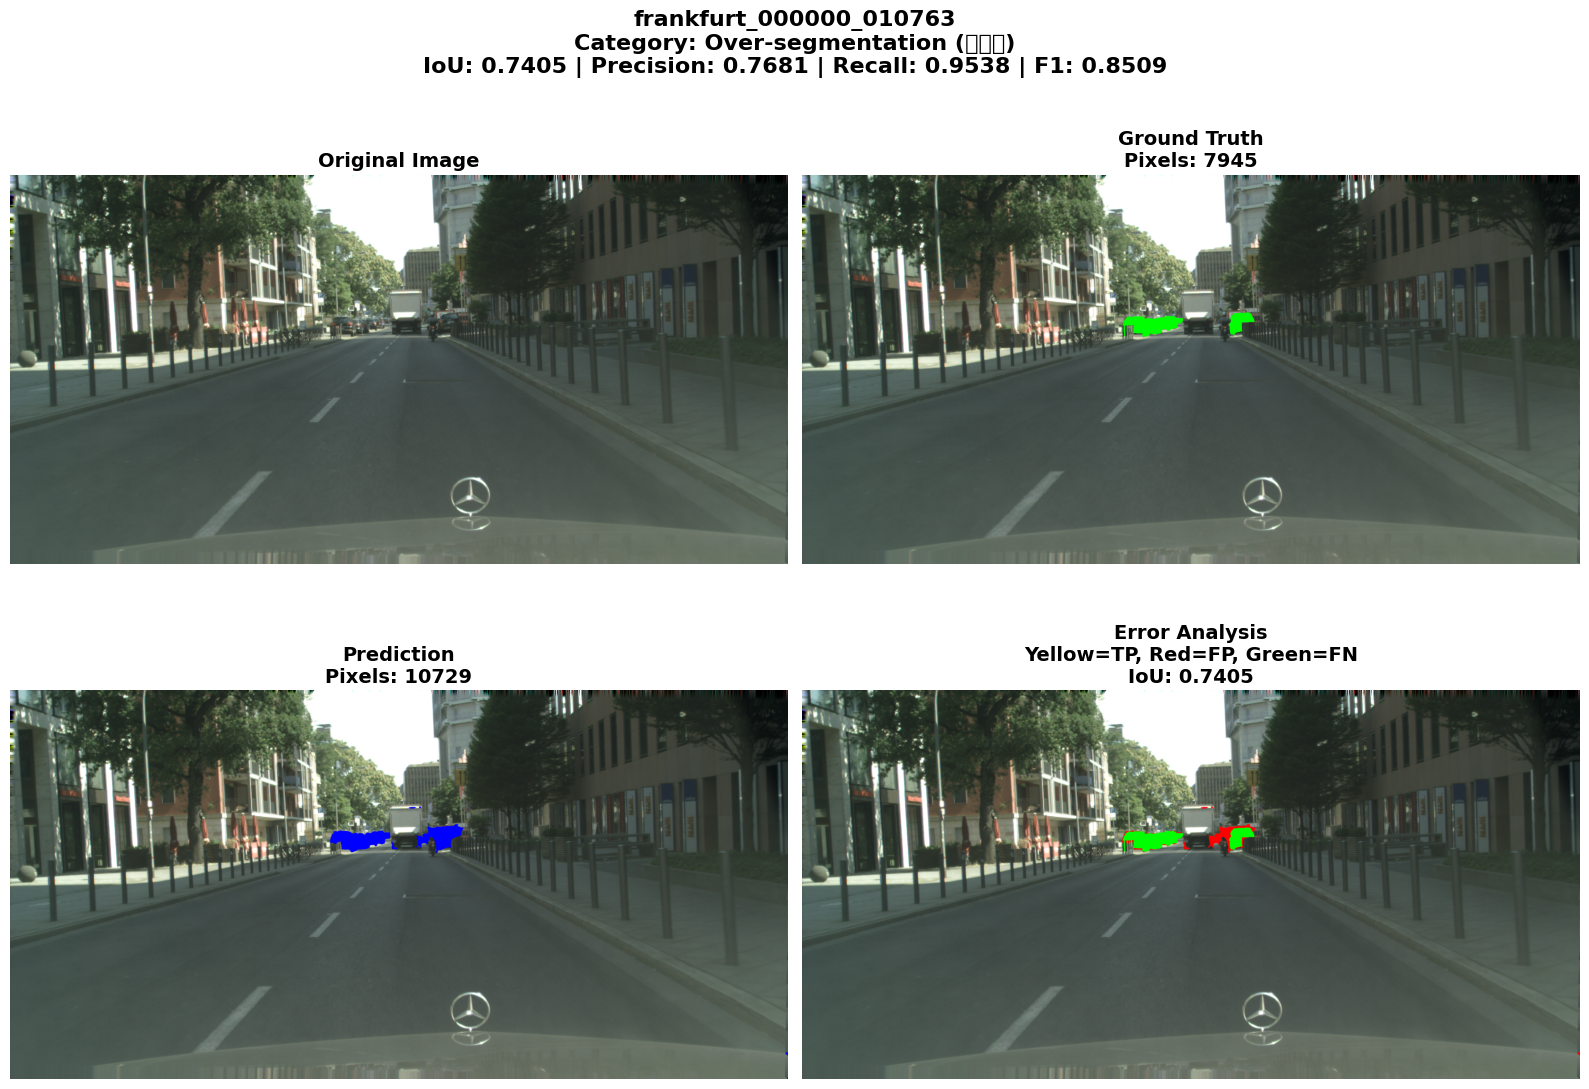 frankfurt_000000_010763
Category: Over-segmentation (□□□)
IoU: 0.7405 | Precision: 0.7681 | Recall: 0.9538 | F1: 0.8509
Original Image
Ground Truth
Pixels: 7945
Prediction
Pixels: 10729
Error Analysis
Yellow=TP, Red=FP, Green=FN
IoU: 0.7405